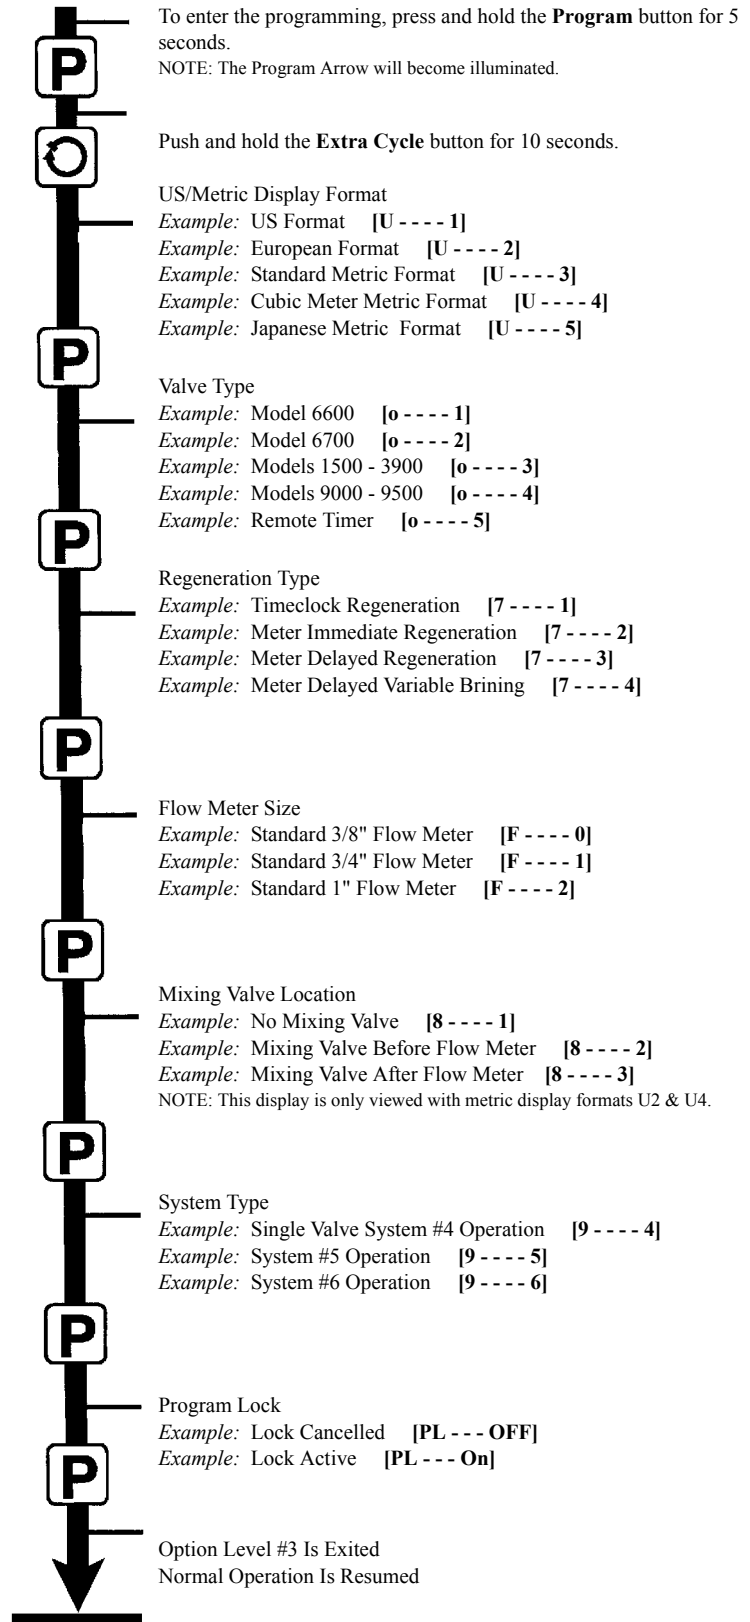 To enter the programming, press and hold the Program button for 5
seconds.
NOTE: The Program Arrow will become illuminated.
P
Push and hold the Extra Cycle button for 10 seconds.
US/Metric Display Format
Example: US Format [U - - - - 1]
Example: European Format [U - - - - 2]
Example: Standard Metric Format [U - - - - 3]
Example: Cubic Meter Metric Format [U - - - - 4]
Example: Japanese Metric Format [U - - - - 5]
P
Valve Type
Example: Model 6600 [o - - - - 1]
Example: Model 6700 [o - - - - 2]
Example: Models 1500 - 3900 [o - - - - 3]
Example: Models 9000 - 9500 [o - - - - 4]
Example: Remote Timer [o - - - - 5]
P
Regeneration Type
Example: Timeclock Regeneration [7 - - - - 1]
Example: Meter Immediate Regeneration [7 - - - - 2]
Example: Meter Delayed Regeneration [7 - - - - 3]
Example: Meter Delayed Variable Brining [7 - - - - 4]
P
Flow Meter Size
Example: Standard 3/8" Flow Meter [F - - - - 0]
Example: Standard 3/4" Flow Meter [F - - - - 1]
Example: Standard 1" Flow Meter [F - - - - 2]
P
Mixing Valve Location
Example: No Mixing Valve [8 - - - - 1]
Example: Mixing Valve Before Flow Meter [8 - - - - 2]
Example: Mixing Valve After Flow Meter [8 - - - - 3]
NOTE: This display is only viewed with metric display formats U2 & U4.
P
System Type
Example: Single Valve System #4 Operation [9 - - - - 4]
Example: System #5 Operation [9 - - - - 5]
Example: System #6 Operation [9 - - - - 6]
P
Program Lock
Example: Lock Cancelled [PL - - - OFF]
Example: Lock Active [PL - - - On]
P
Option Level #3 Is Exited
Normal Operation Is Resumed